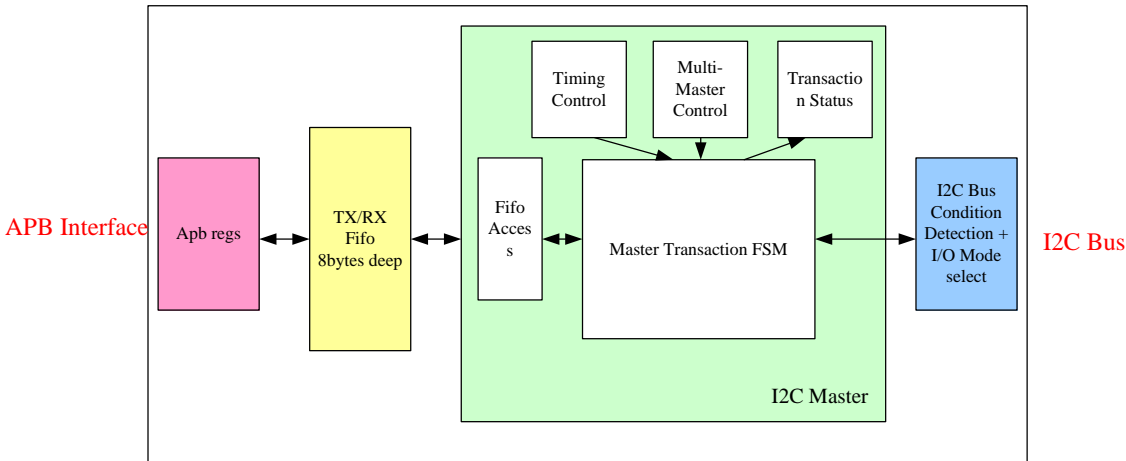 Timing
Control
Multi-
Master
Control
Transactio
n Status
APB Interface
Apb regs
TX/RX
Fifo
8bytes deep
Fifo
Acces
s
Master Transaction FSM
I2C Bus
Condition
Detection +
I/O Mode
select
I2C Bus
I2C Master